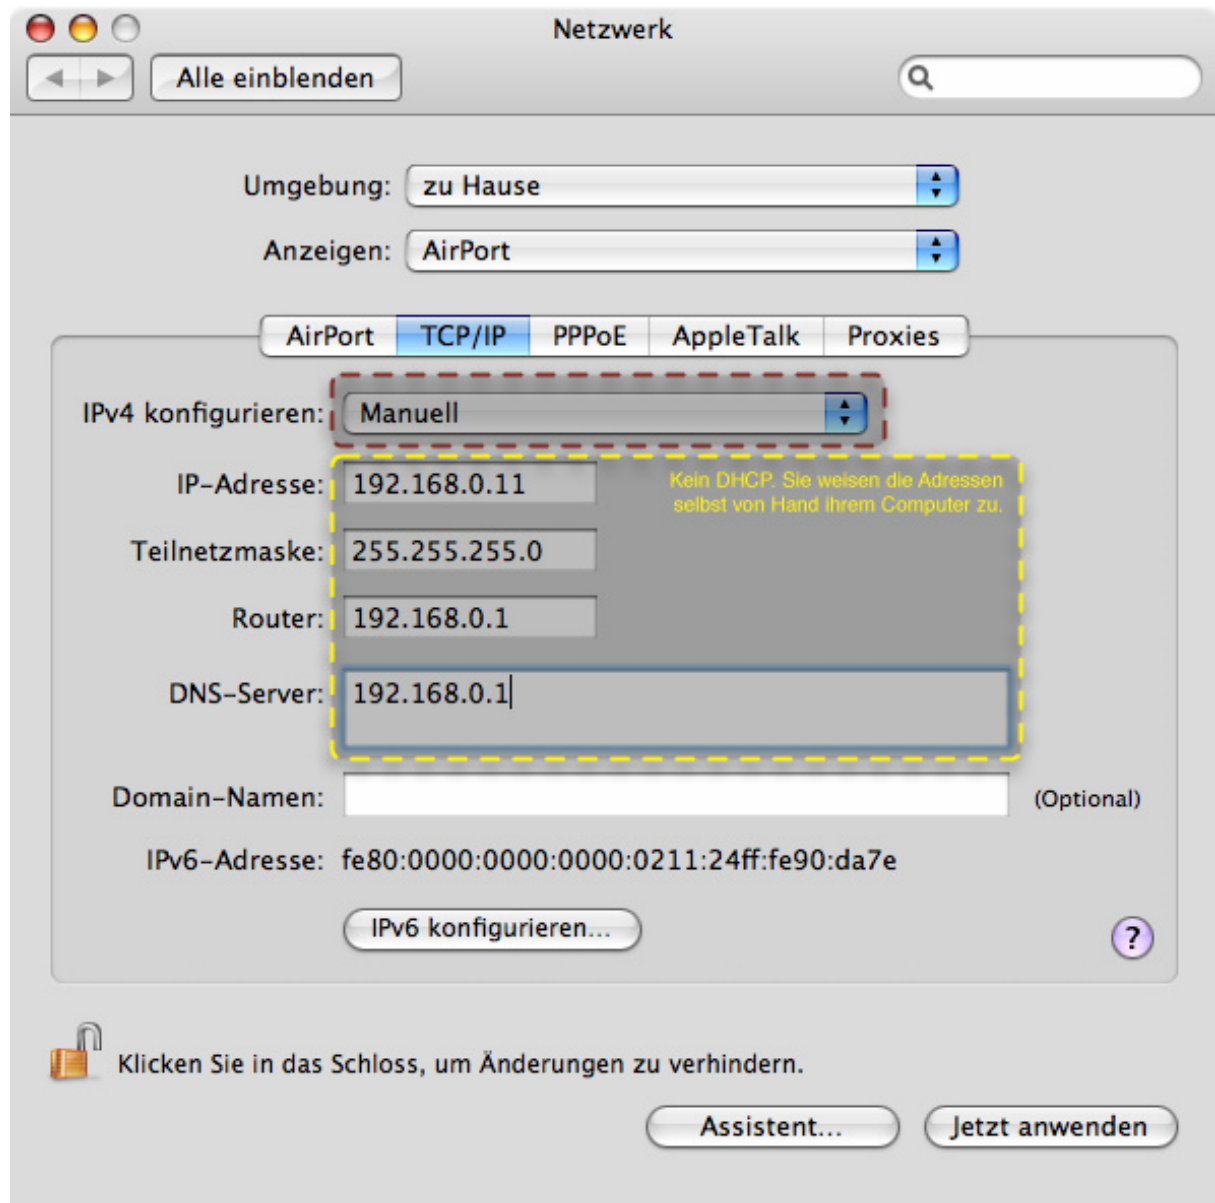 Netzwerk
Alle einblenden
Umgebung: zu Hause
Anzeigen: AirPort
AirPort TCP/IP PPPoE AppleTalk Proxies
IPv4 konfigurieren: Manuell
IP-Adresse: 192.168.0.11
Kein DHCP. Sie weisen die Adressen
selbst von Hand ihrem Computer zu.
Teilnetzmaske: 255.255.255.0
Router: 192.168.0.1
DNS-Server: 192.168.0.1
Domain-Namen: (Optional)
IPv6-Adresse: fe80:0000:0000:0000:0211:24ff:fe90:da7e
IPv6 konfigurieren...
?
Klicken Sie in das Schloss, um Änderungen zu verhindern.
Assistent... Jetzt anwenden